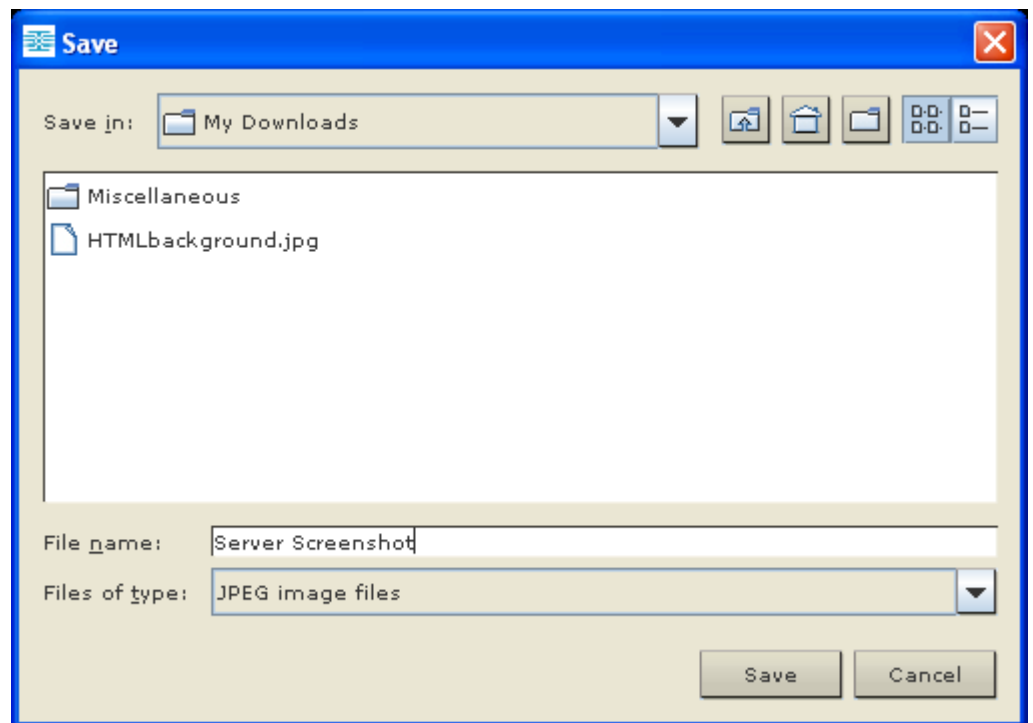 Save
Save in: My Downloads
Miscellaneous
HTMLbackground.jpg
File name: Server Screenshot
Files of type: JPEG image files
Save Cancel